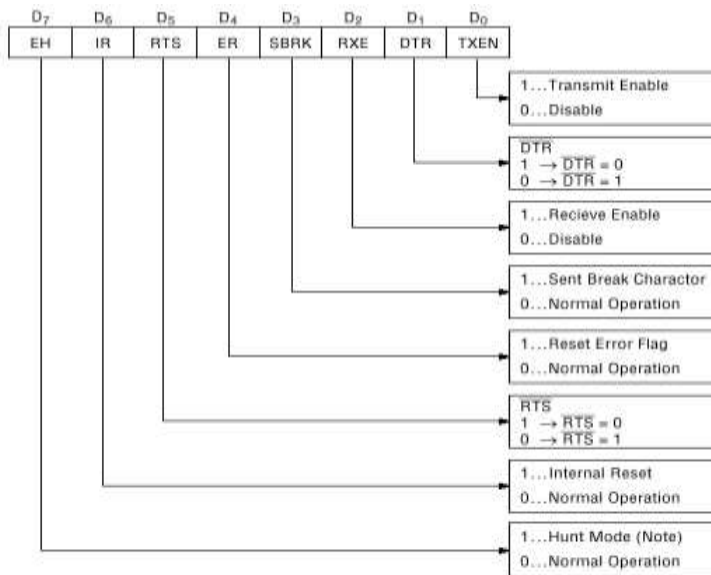 D7 D6 D5 D4 D3 D2 D1 D0
EH IR RTS ER SBRK RXE DTR TXEN
1...Transmit Enable
0...Disable
DTR
1 → DTR = 0
0 → DTR = 1
1...Recieve Enable
0...Disable
1...Sent Break Charactor
0...Normal Operation
1...Reset Error Flag
0...Normal Operation
RTS
1 → RTS = 0
0 → RTS = 1
1...Internal Reset
0...Normal Operation
1...Hunt Mode (Note)
0...Normal Operation